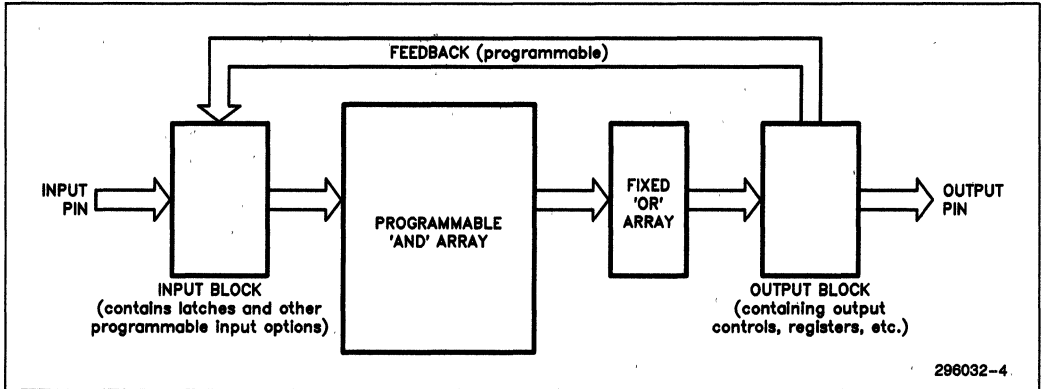 FEEDBACK (programmable)
INPUT
PIN
INPUT BLOCK
(contains latches and other
programmable input options)
PROGRAMMABLE
'AND' ARRAY
FIXED
'OR'
ARRAY
OUTPUT BLOCK
(containing output
controls, registers, etc.)
OUTPUT
PIN
296032-4